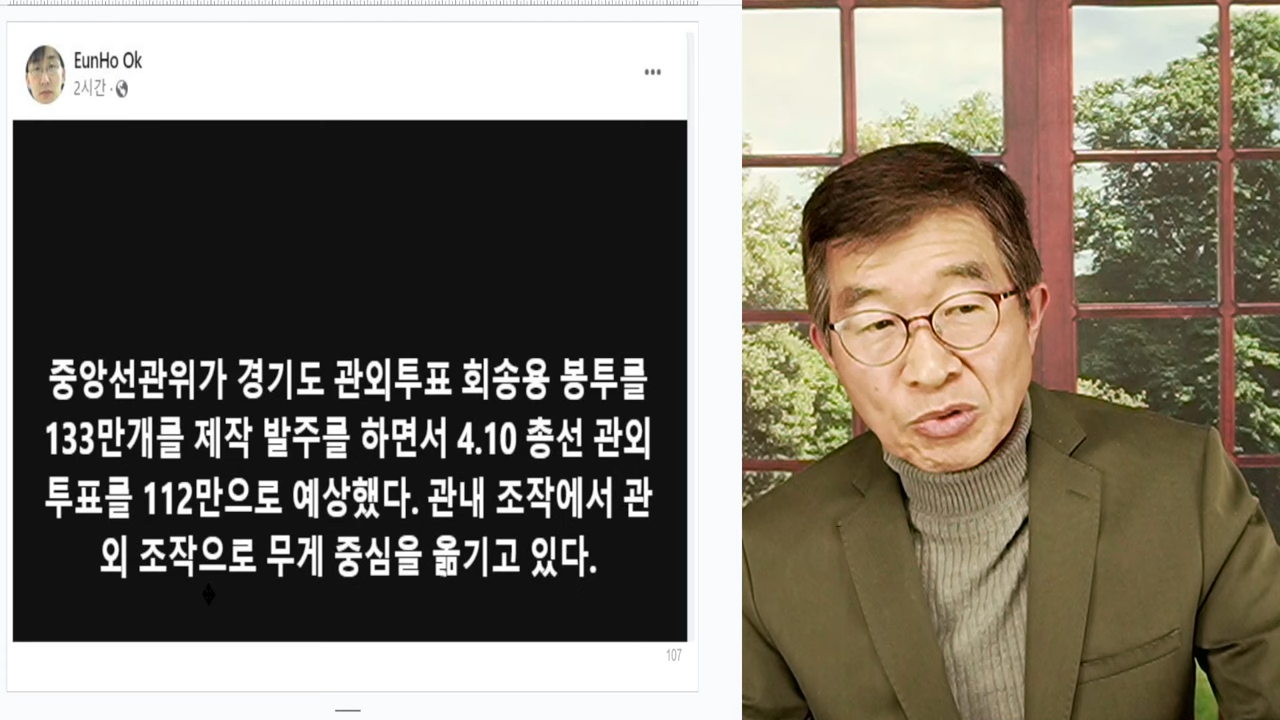 EunHo Ok
2시간 ·
중앙선관위가 경기도 관외투표 회송용 봉투를
133만개를 제작 발주를 하면서 4.10 총선 관외
투표를 112만으로 예상했다. 관내 조작에서 관
외 조작으로 무게 중심을 옮기고 있다.
107